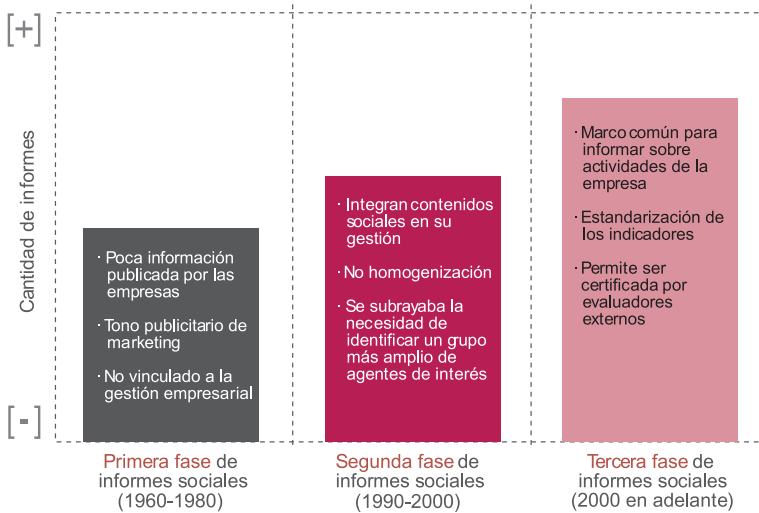 [+]
Cantidad de informes
[-]
· Poca información
publicada por las
empresas
· Tono publicitario de
marketing
· No vinculado a la
gestión empresarial
· Integran contenidos
sociales en su
gestión
· No homogenización
· Se subrayaba la
necesidad de
identificar un grupo
más amplio de
agentes de interés
· Marco común para
informar sobre
actividades de la
empresa
· Estandarización de
los indicadores
· Permite ser
certificada por
evaluadores
externos
Primera fase de
informes sociales
(1960-1980)
Segunda fase de
informes sociales
(1990-2000)
Tercera fase de
informes sociales
(2000 en adelante)